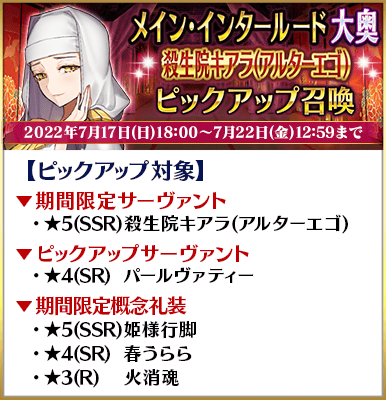 メイン・インタールード 大奥
殺生院キアラ(アルターエゴ)
ピックアップ召喚
2022年7月17日(日)18:00～7月22日(金)12:59まで
【ピックアップ対象】
▼期間限定サーヴァント
・★5(SSR)殺生院キアラ(アルターエゴ)
▼ピックアップサーヴァント
・★4(SR) パールヴァティー
▼期間限定概念礼装
・★5(SSR)姫様行脚
・★4(SR) 春うらら
・★3(R) 火消魂